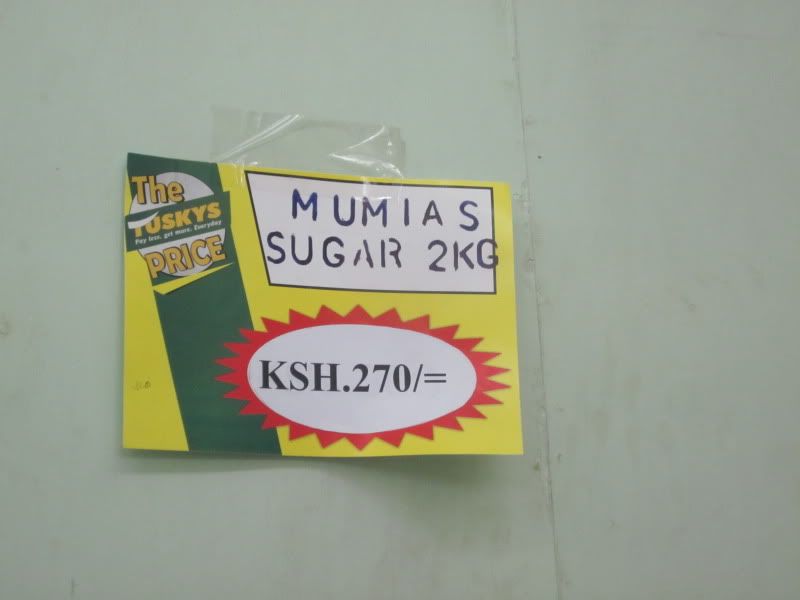 The
TUSKYS
Pay less, get more. Everyday
PRICE
MUMIAS
SUGAR 2KG
KSH.270/=